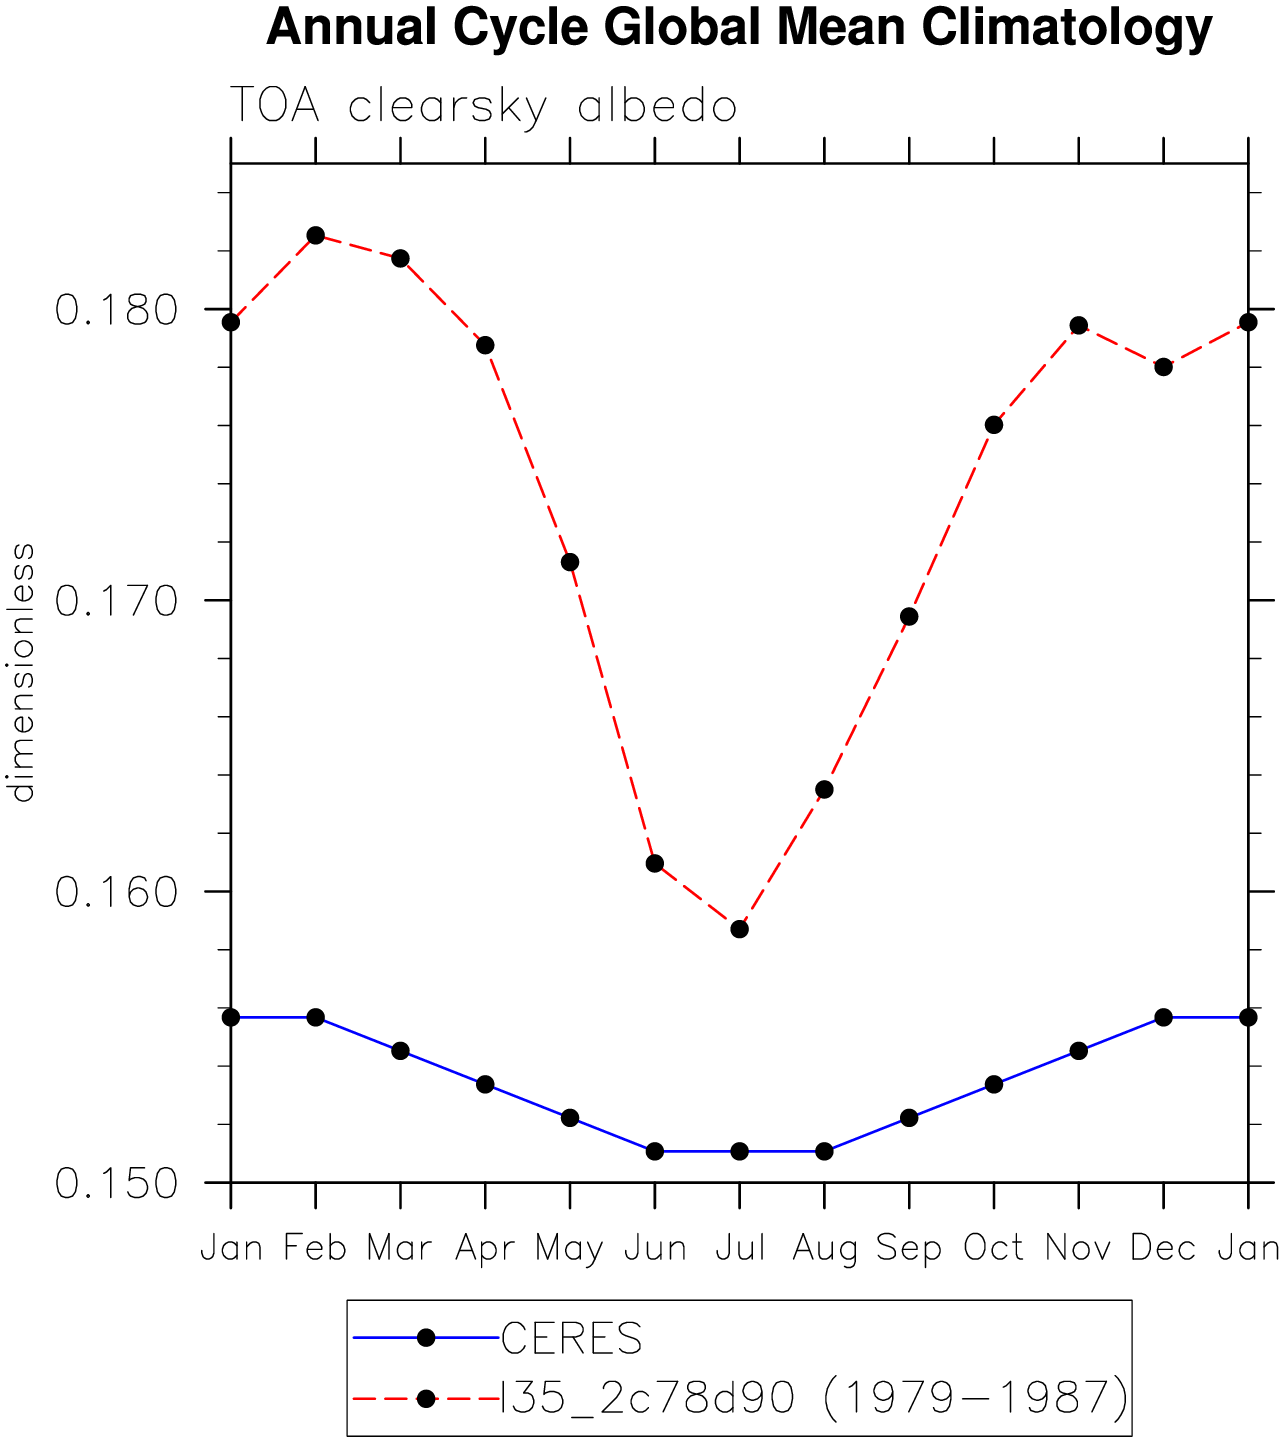 Annual Cycle Global Mean Climatology
TOA clearsky albedo
dimensionless
0.180
0.170
0.160
0.150
Jan Feb Mar Apr May Jun Jul Aug Sep Oct Nov Dec Jan
CERES
I35_2c78d90 (1979-1987)